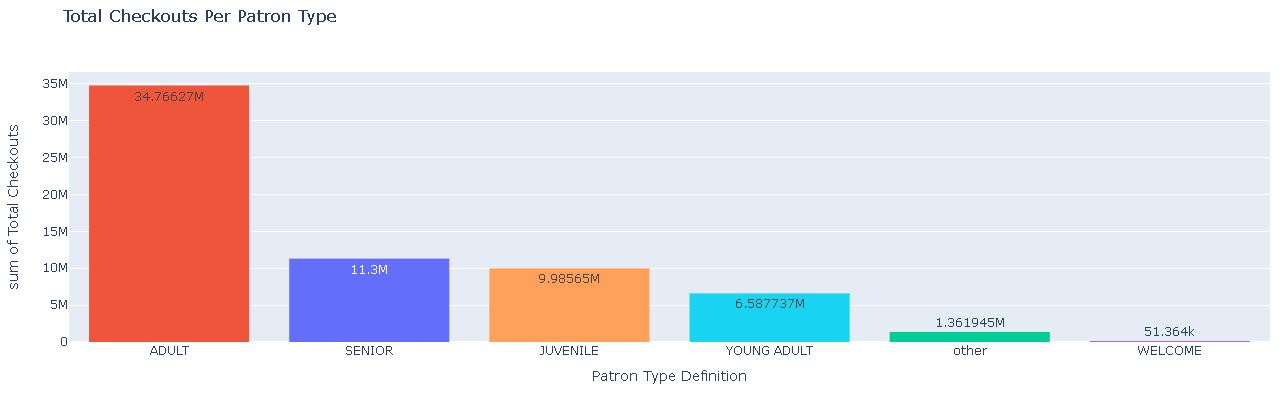 Total Checkouts Per Patron Type
sum of Total Checkouts
35M
30M
25M
20M
15M
10M
5M
0
34.76627M
11.3M
9.98565M
6.587737M
1.361945M
51.364k
ADULT
SENIOR
JUVENILE
YOUNG ADULT
other
WELCOME
Patron Type Definition